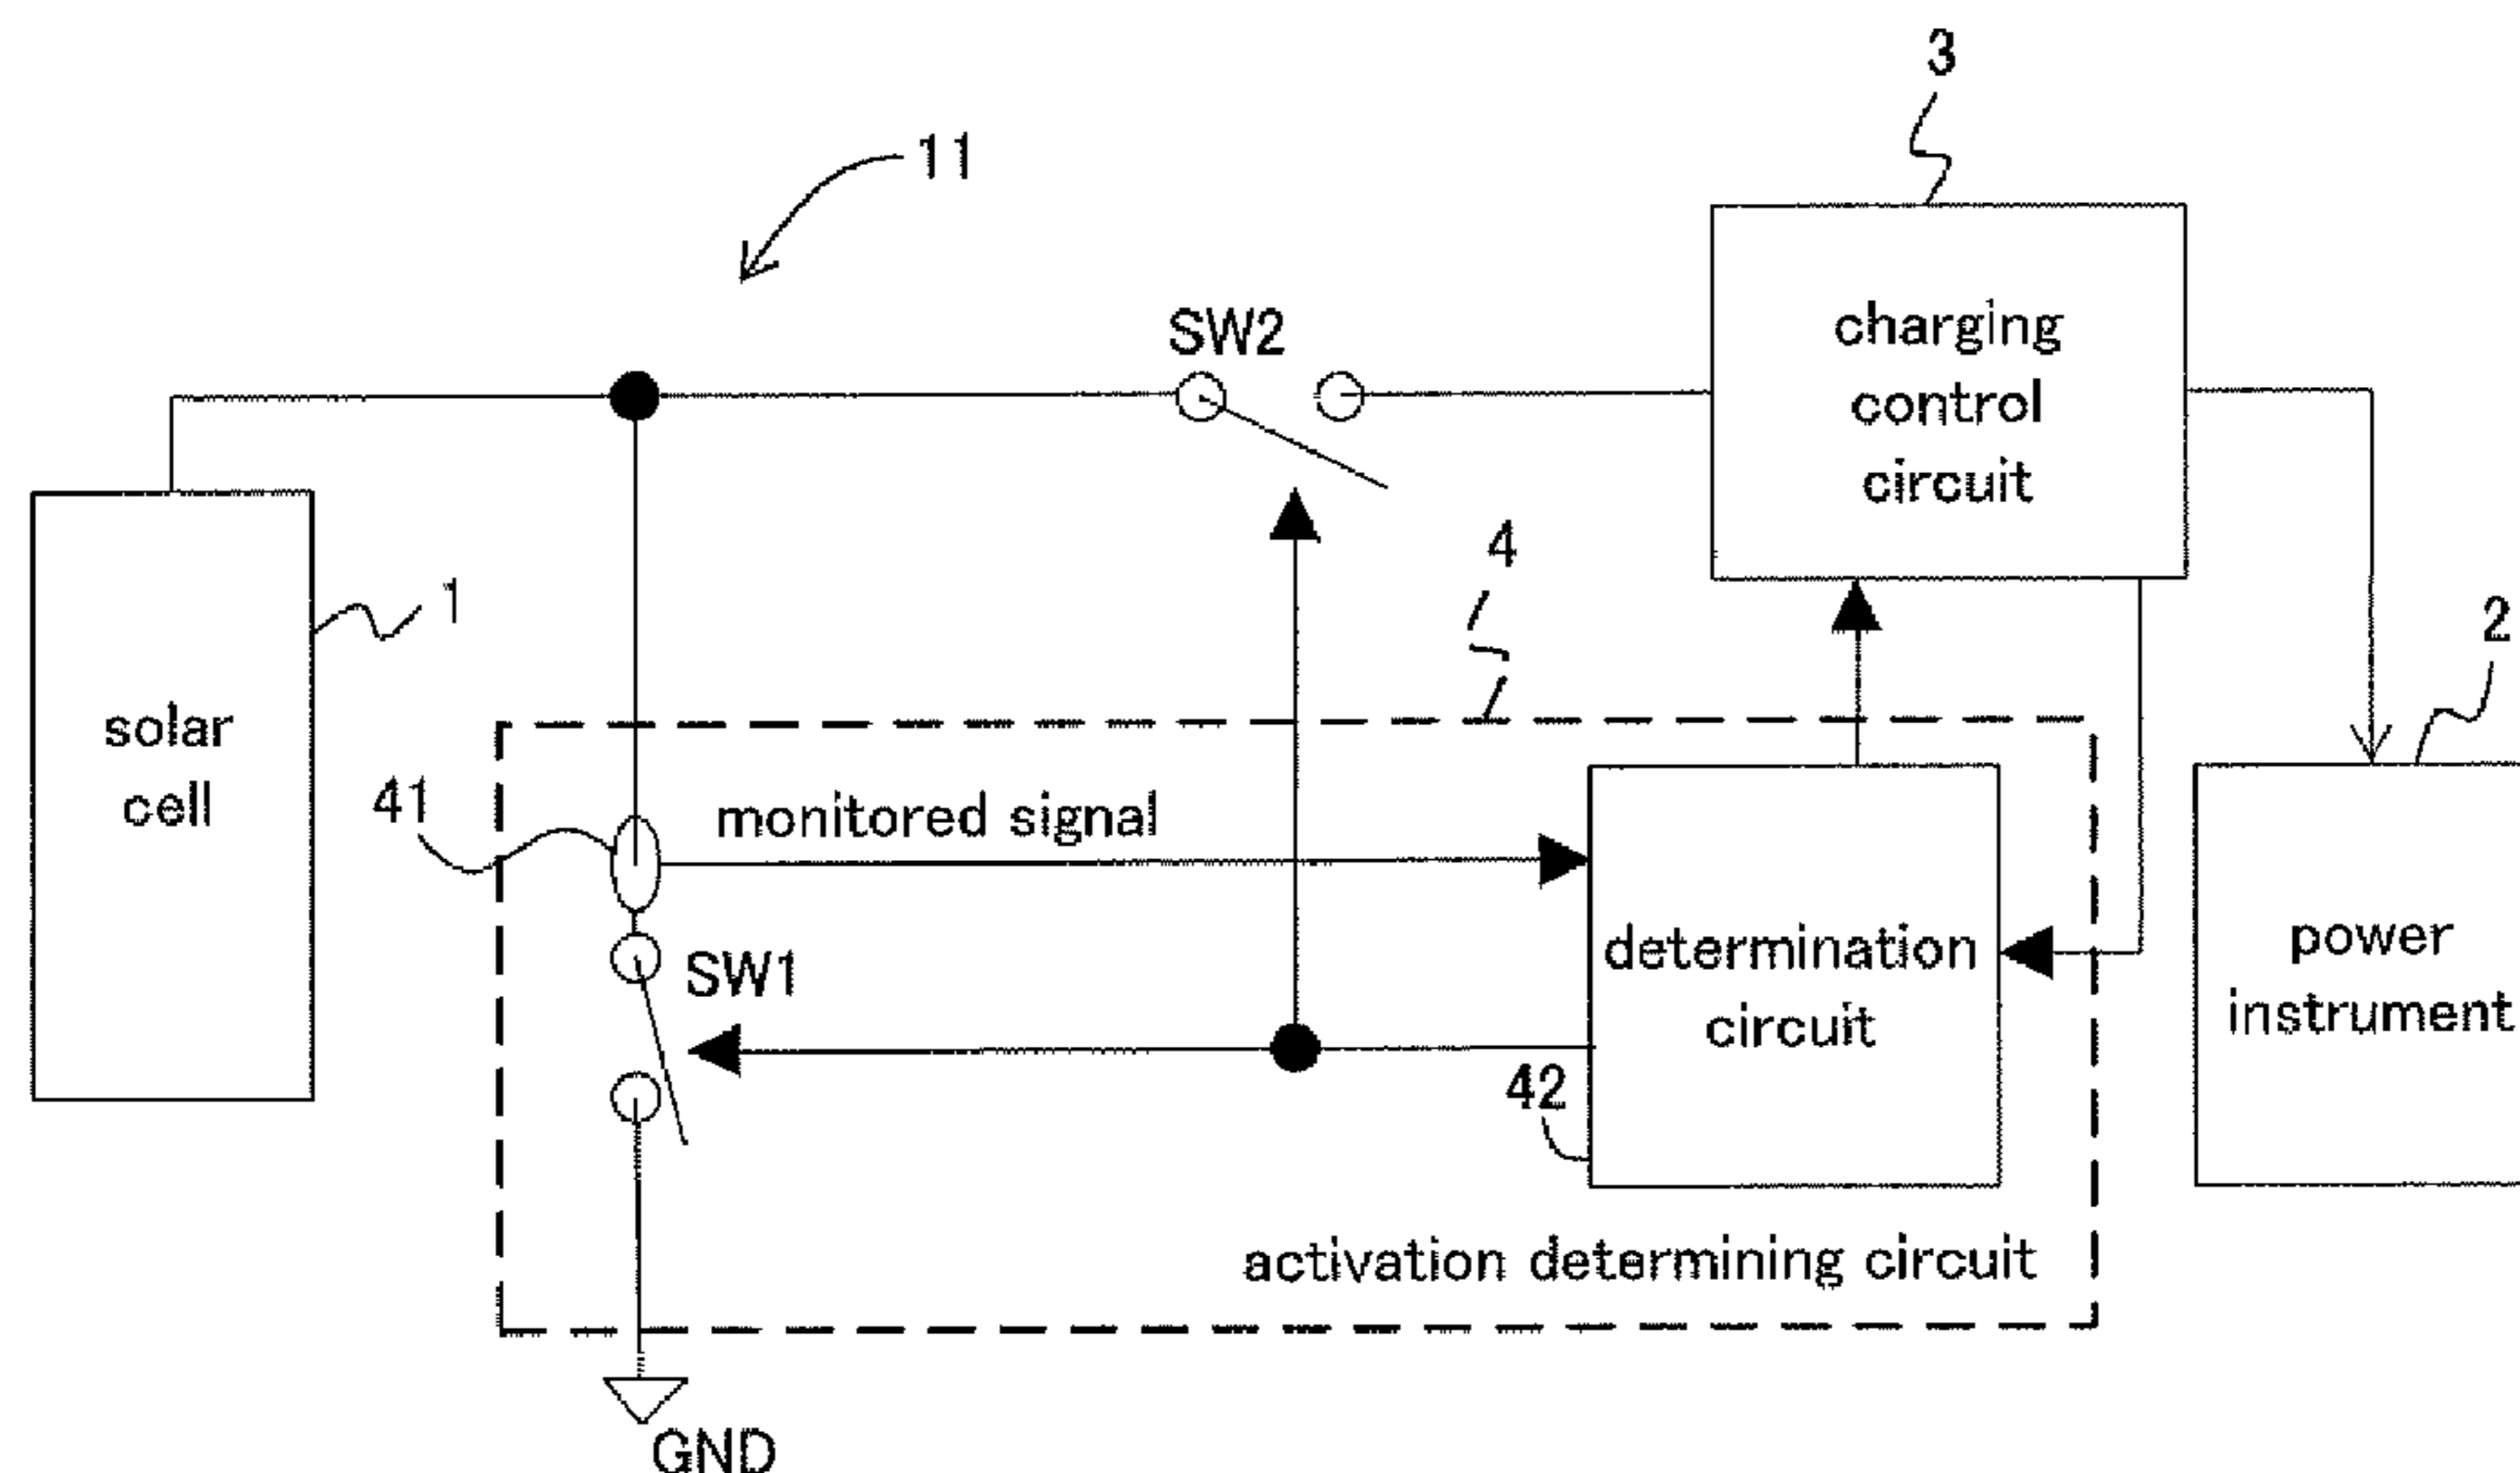 3
11
SW2
charging
control
circuit
4
1
2
solar
cell
41
monitored signal
SW1
determination
circuit
power
instrument
42
activation determining circuit
GND